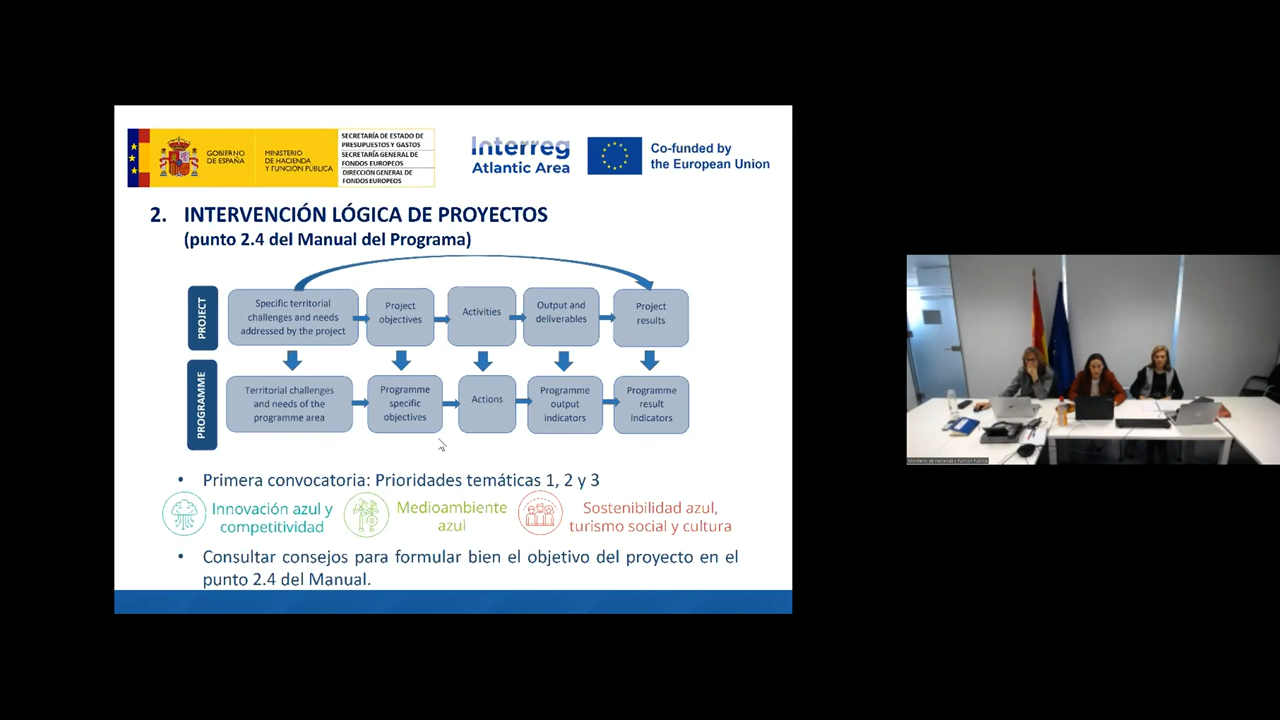 GOBIERNO
DE ESPAÑA
MINISTERIO
DE HACIENDA
Y FUNCIÓN PÚBLICA
SECRETARÍA DE ESTADO DE
PRESUPUESTOS Y GASTOS
SECRETARÍA GENERAL DE
FONDOS EUROPEOS
DIRECCIÓN GENERAL DE
FONDOS EUROPEOS
Interreg
Atlantic Area
Co-funded by
the European Union
2. INTERVENCIÓN LÓGICA DE PROYECTOS
(punto 2.4 del Manual del Programa)
PROJECT
Specific territorial
challenges and needs
addressed by the project
Project
objectives
Activities
Output and
deliverables
Project
results
PROGRAMME
Territorial challenges
and needs of the
programme area
Programme
specific
objectives
Actions
Programme
output
indicators
Programme
result
indicators
• Primera convocatoria: Prioridades temáticas 1, 2 y 3
Innovación azul y
competitividad
Medioambiente
azul
Sostenibilidad azul,
turismo social y cultura
• Consultar consejos para formular bien el objetivo del proyecto en el
punto 2.4 del Manual.
Ministerio de Hacienda y Función Pública